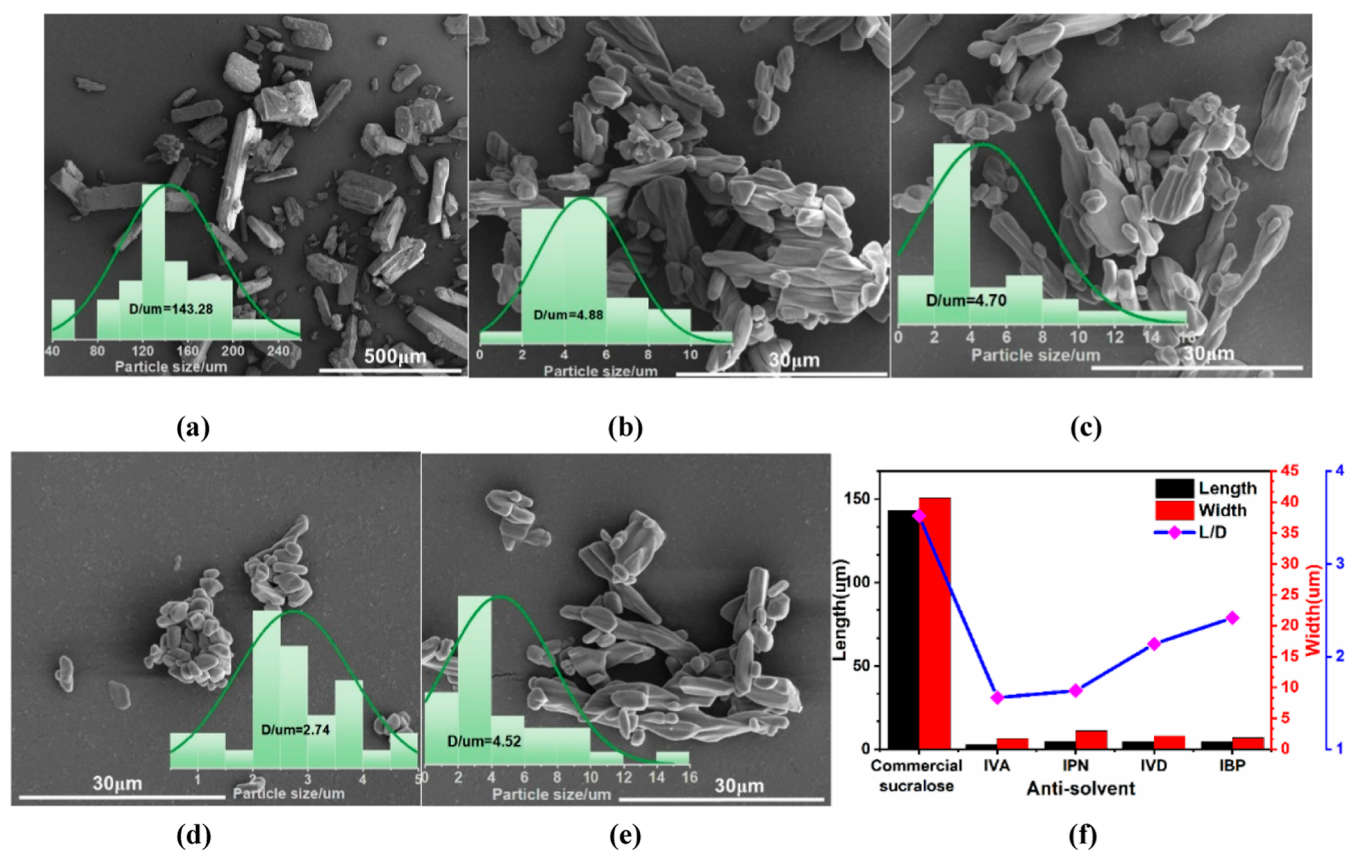 D/um=143.28
40 80 120 160 200 240
Particle size/um
500μm
D/um=4.88
0 2 4 6 8 10
Particle size/um
30μm
D/um=4.70
0 2 4 6 8 10 12 14 16
Particle size/um
30μm
(a) (b) (c)
D/um=2.74
1 2 3 4 5
30μm
Particle size/um
D/um=4.52
0 2 4 6 8 10 12 14 16
Particle size/um
30μm
Length(um)
150
100
50
0
Length
Width
L/D
45
40
35
30
25
20
15
10
5
0
Width(um)
4
2
1
Commercial sucralose
IVA IPN IVD IBP
Anti-solvent
(d) (e) (f)